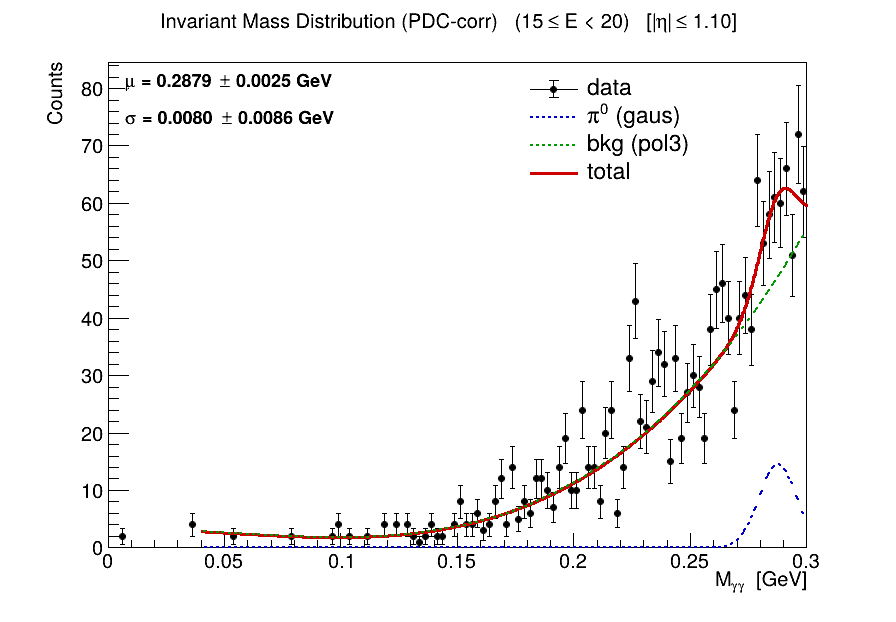 Invariant Mass Distribution (PDC-corr) (15 ≤ E < 20) [|η| ≤ 1.10]
Counts
μ = 0.2879 ± 0.0025 GeV
σ = 0.0080 ± 0.0086 GeV
data
π⁰ (gaus)
bkg (pol3)
total
80
70
60
50
40
30
20
10
0
0 0.05 0.1 0.15 0.2 0.25 0.3
M_γγ [GeV]